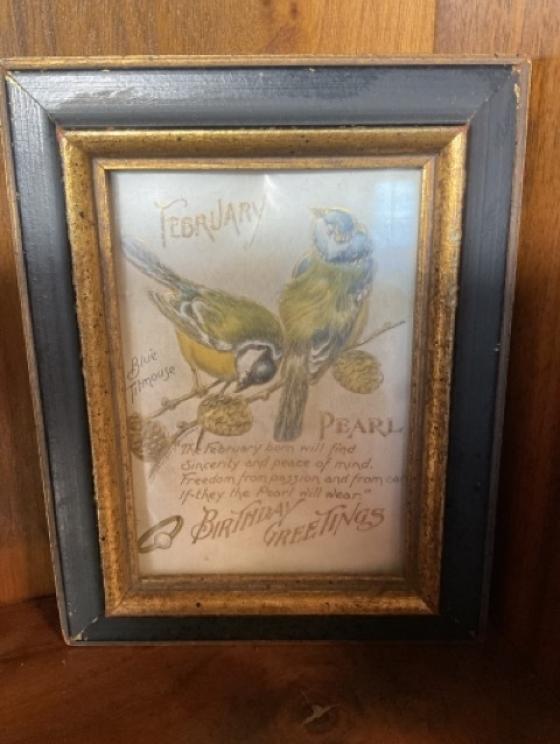 February
Blue
Titmouse
Pearl
"The February born will find
Sincerity and peace of mind.
Freedom from passion and from
If they the Pearl will wear."
Birthday
Greetings